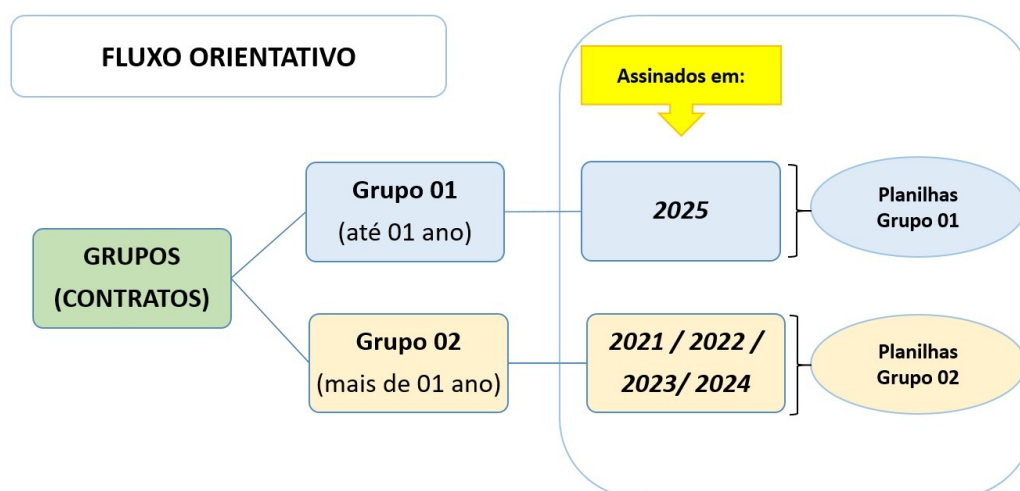 FLUXO ORIENTATIVO
Assinados em:
GRUPOS
(CONTRATOS)
Grupo 01
(até 01 ano)
2025
Planilhas
Grupo 01
Grupo 02
(mais de 01 ano)
2021 / 2022 /
2023/ 2024
Planilhas
Grupo 02